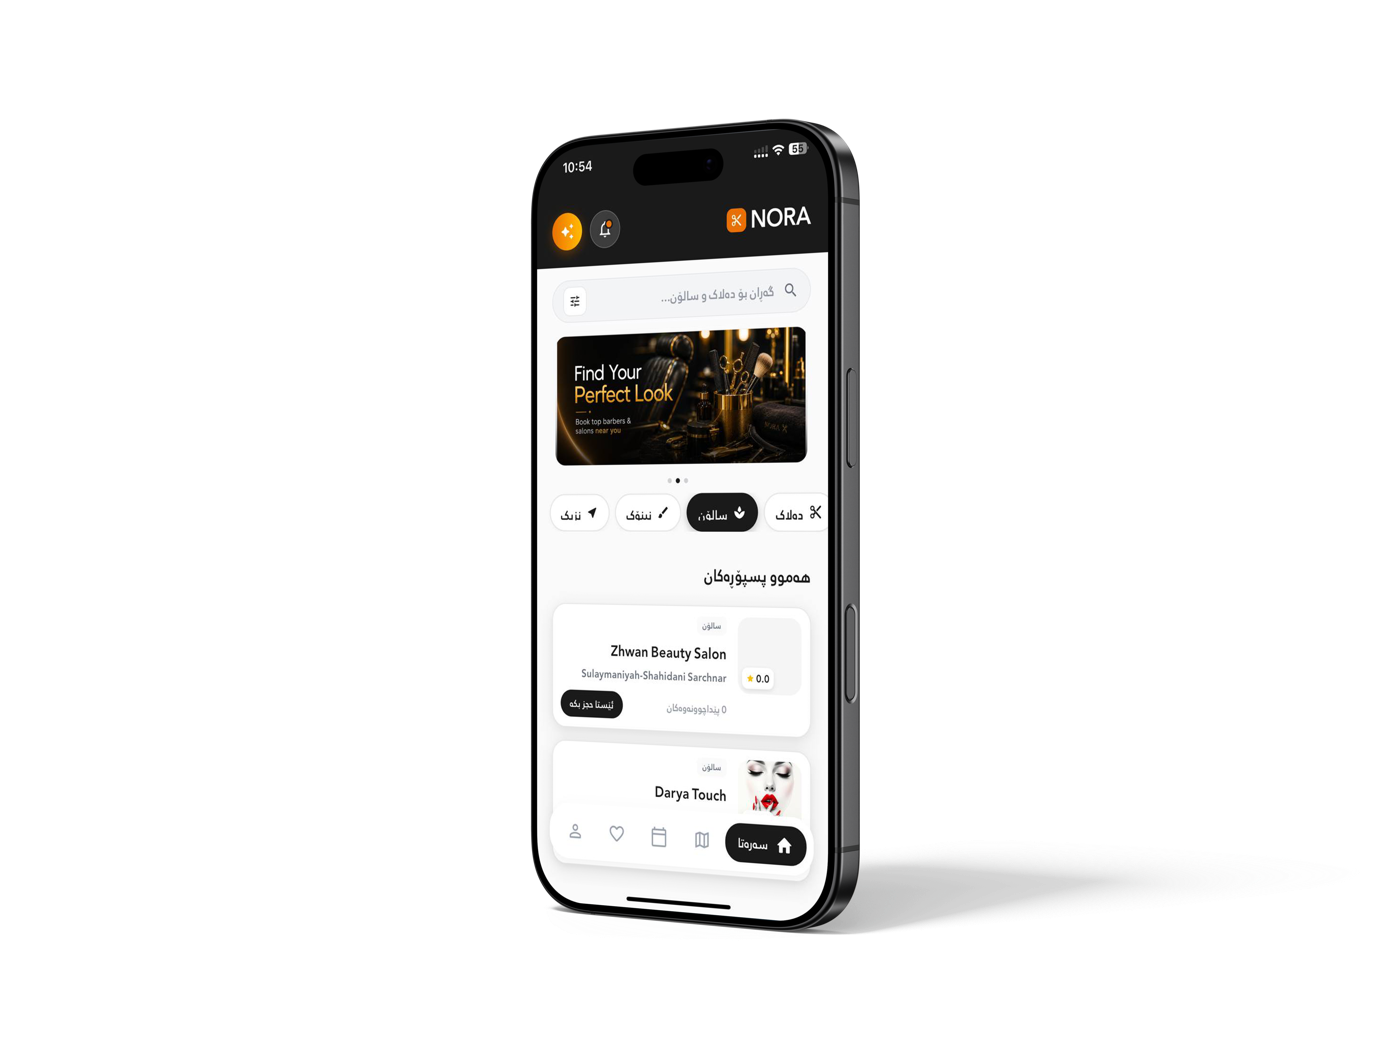 10:54
55
NORA
گەڕان بۆ دەلاک و ساڵۆن...
Find Your
Perfect Look
Book top barbers &
salons near you
دەلاک
ساڵۆن
نینۆک
نزیک
هەموو پسپۆڕەکان
ساڵۆن
Zhwan Beauty Salon
Sulaymaniyah-Shahidani Sarchnar
0.0
0 پێداچوونەوەکان
ئێستا حجز بکە
ساڵۆن
Darya Touch
سەرەتا